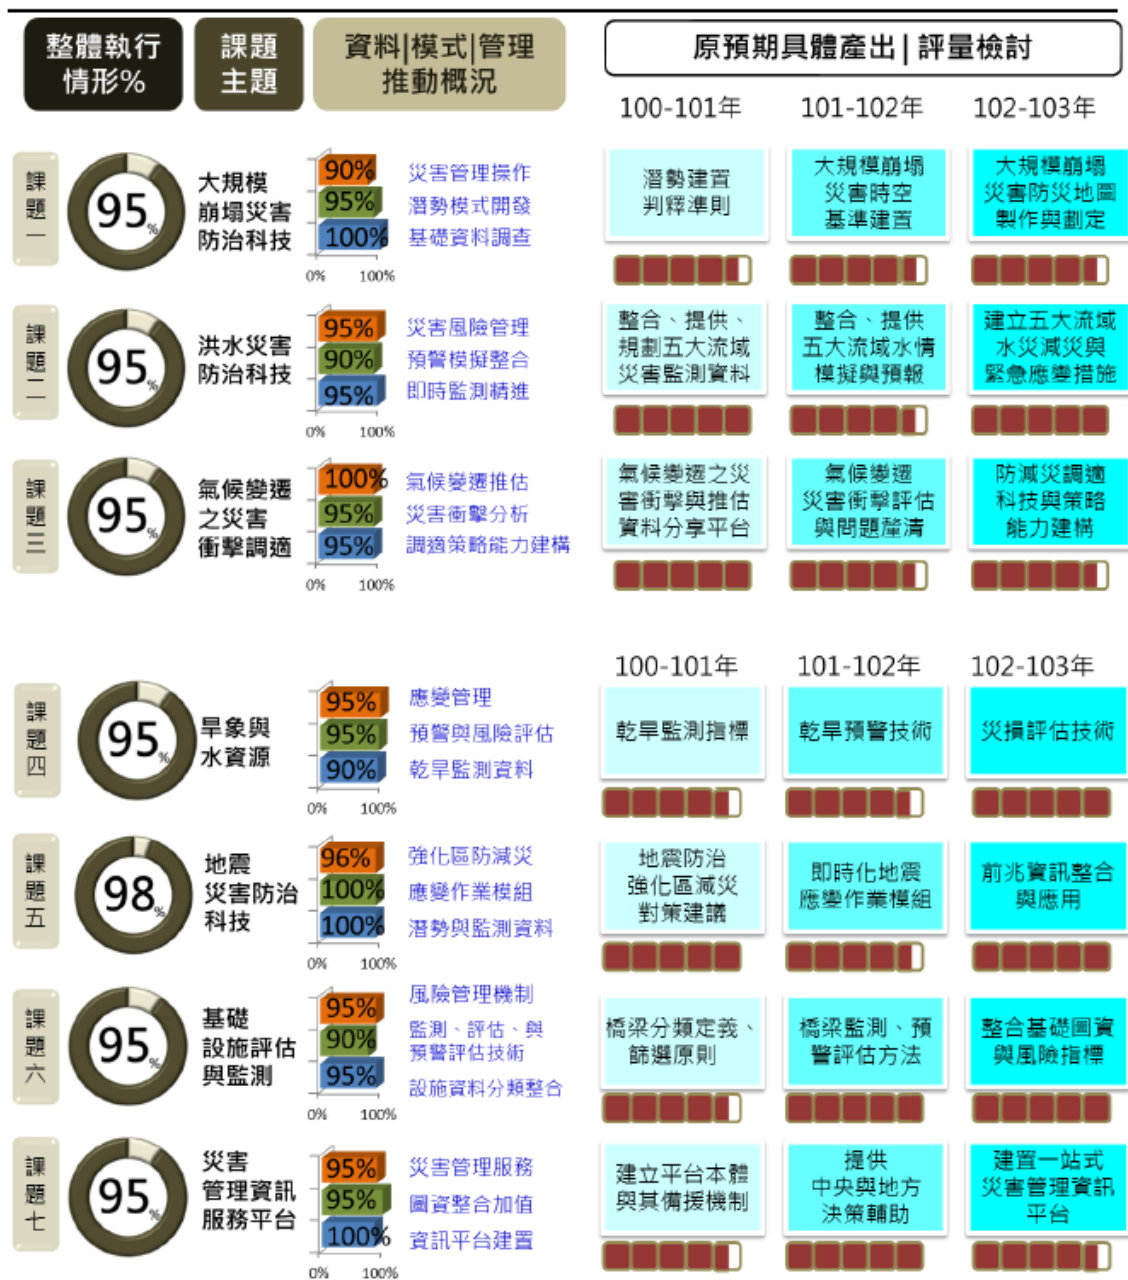 整體執行
情形%
課題
主題
資料|模式|管理
推動概況
原預期具體產出 | 評量檢討
100-101年
101-102年
102-103年
課題一
95%
大規模
崩塌災害
防治科技
90%
95%
100%
0%
100%
災害管理操作
潛勢模式開發
基礎資料調查
潛勢建置
判釋準則
大規模崩塌
災害時空
基準建置
大規模崩塌
災害防災地圖
製作與劃定
課題二
95%
洪水災害
防治科技
95%
90%
95%
0%
100%
災害風險管理
預警模擬整合
即時監測精進
整合、提供、
規劃五大流域
災害監測資料
整合、提供
五大流域水情
模擬與預報
建立五大流域
水災減災與
緊急應變措施
課題三
95%
氣候變遷
之災害
衝擊調適
100%
95%
95%
0%
100%
氣候變遷推估
災害衝擊分析
調適策略能力建構
氣候變遷之災
害衝擊與推估
資料分享平台
氣候變遷
災害衝擊評估
與問題釐清
防減災調適
科技與策略
能力建構
100-101年
101-102年
102-103年
課題四
95%
旱象與
水資源
95%
95%
90%
0%
100%
應變管理
預警與風險評估
乾旱監測資料
乾旱監測指標
乾旱預警技術
災損評估技術
課題五
98%
地震
災害防治
科技
96%
100%
100%
0%
100%
強化區防減災
應變作業模組
潛勢與監測資料
地震防治
強化區減災
對策建議
即時化地震
應變作業模組
前兆資訊整合
與應用
課題六
95%
基礎
設施評估
與監測
95%
90%
95%
0%
100%
風險管理機制
監測、評估、與
預警評估技術
設施資料分類整合
橋梁分類定義、
篩選原則
橋梁監測、預
警評估方法
整合基礎圖資
與風險指標
課題七
95%
災害
管理資訊
服務平台
95%
95%
100%
0%
100%
災害管理服務
圖資整合加值
資訊平台建置
建立平台本體
與其備援機制
提供
中央與地方
決策輔助
建置一站式
災害管理資訊
平台